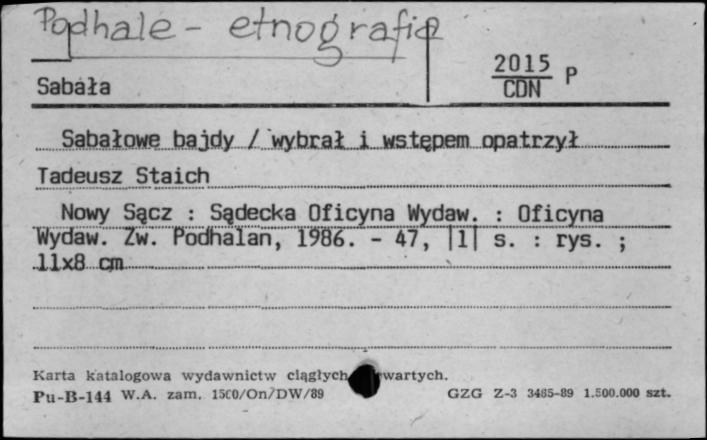 Podhale - etnografia
Sabała
2015 P
CDN
Sabałowe bajdy / wybrał i wstępem opatrzył
Tadeusz Staich
Nowy Sącz : Sądecka Oficyna Wydaw. : Oficyna
Wydaw. Zw. Podhalan, 1986. - 47, |1| s. : rys. ;
11x8 cm
Karta katalogowa wydawnictw ciągłych wartych.
Pu-B-144 W.A. zam. 1500/On/DW/89 GZG Z-3 3485-89 1.500.000 szt.